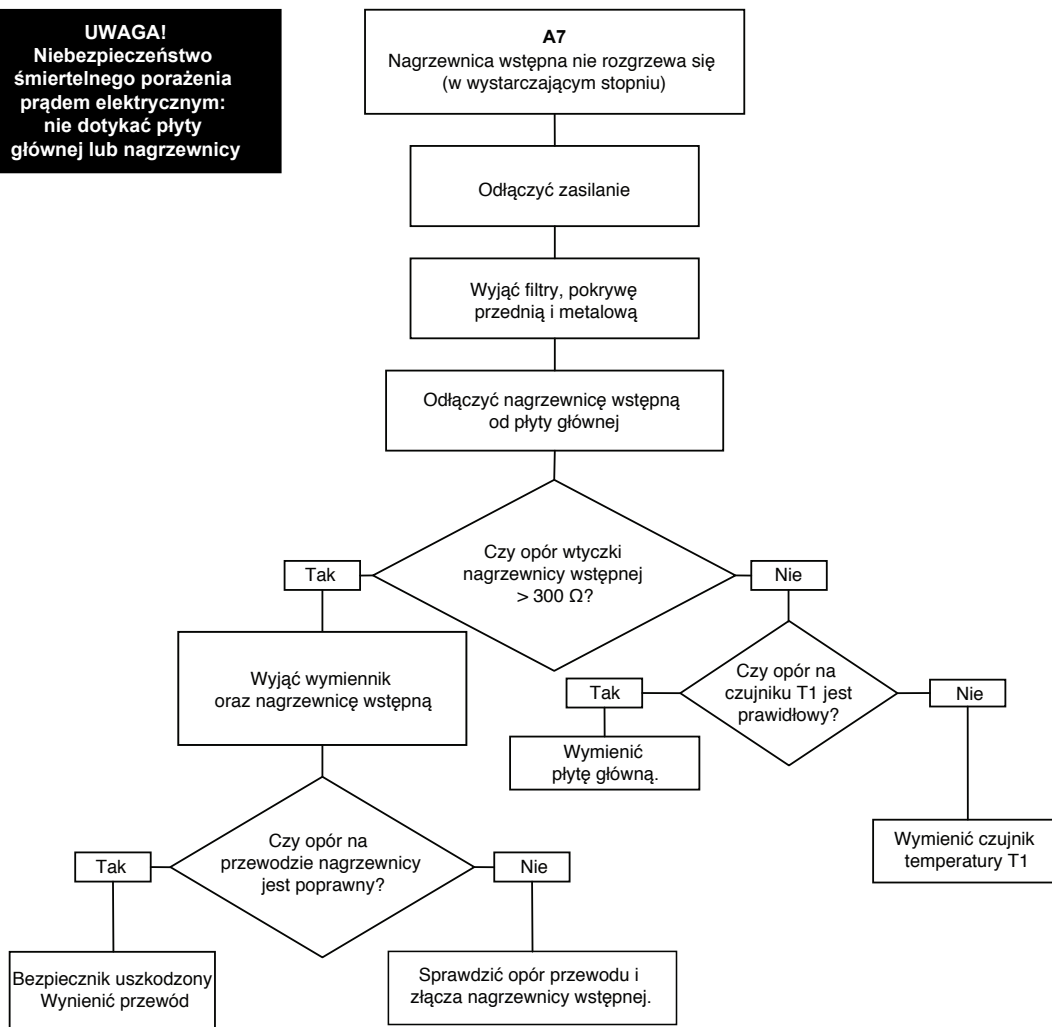 UWAGA!
Niebezpieczeństwo
śmiertelnego porażenia
prądem elektrycznym:
nie dotykać płyty
głównej lub nagrzewnicy
A7
Nagrzewnica wstępna nie rozgrzewa się
(w wystarczającym stopniu)
Odłączyć zasilanie
Wyjąć filtry, pokrywę
przednią i metalową
Odłączyć nagrzewnicę wstępną
od płyty głównej
Czy opór wtyczki
nagrzewnicy wstępnej
> 300 Ω?
Tak
Nie
Wyjąć wymiennik
oraz nagrzewnicę wstępną
Czy opór na
czujniku T1 jest
prawidłowy?
Tak
Nie
Wymienić
płytę główną.
Wymienić czujnik
temperatury T1
Czy opór na
przewodzie nagrzewnicy
jest poprawny?
Tak
Nie
Bezpiecznik uszkodzony
Wynienić przewód
Sprawdzić opór przewodu i
złącza nagrzewnicy wstępnej.